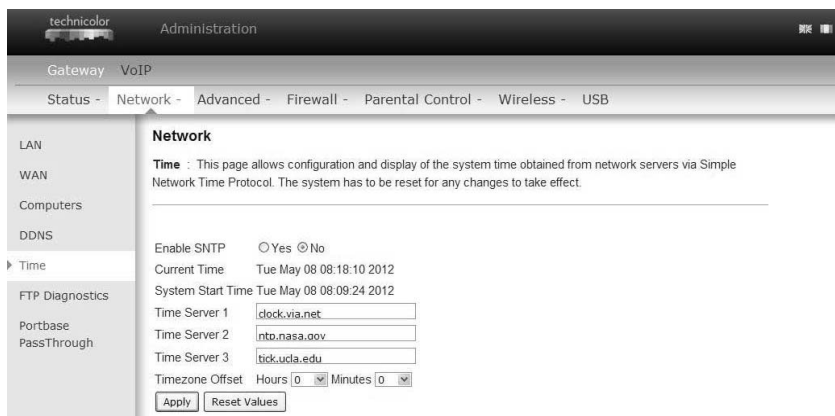 technicolor
Administration
Gateway VoIP
Status - Network - Advanced - Firewall - Parental Control - Wireless - USB
LAN
WAN
Computers
DDNS
Time
FTP Diagnostics
Portbase
PassThrough
Network
Time : This page allows configuration and display of the system time obtained from network servers via Simple
Network Time Protocol. The system has to be reset for any changes to take effect.
Enable SNTP Yes No
Current Time Tue May 08 08:18:10 2012
System Start Time Tue May 08 08:09:24 2012
Time Server 1 clock.via.net
Time Server 2 ntp.nasa.gov
Time Server 3 tick.ucla.edu
Timezone Offset Hours 0 Minutes 0
Apply Reset Values